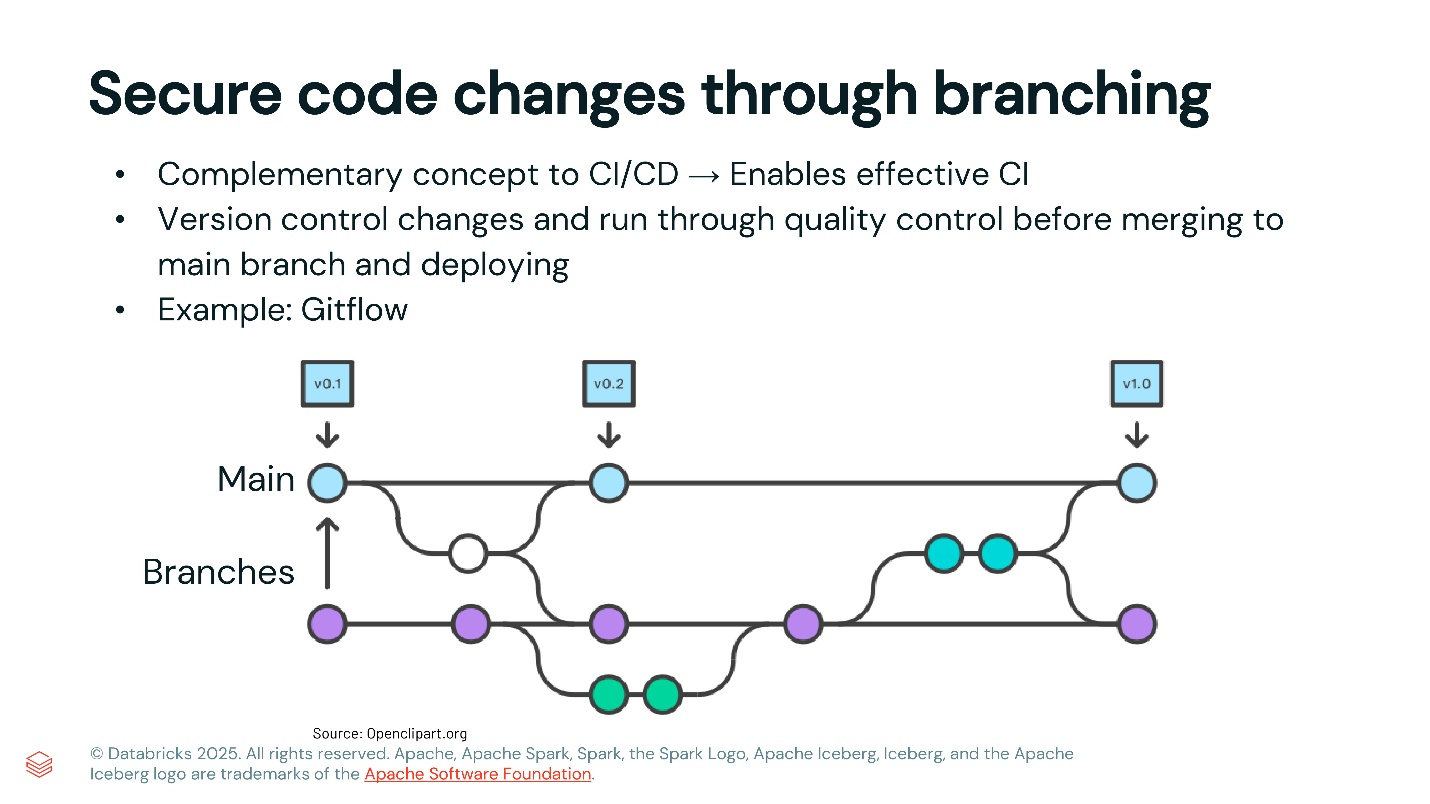 Secure code changes through branching
• Complementary concept to CI/CD → Enables effective CI
• Version control changes and run through quality control before merging to
main branch and deploying
• Example: Gitflow
v0.1
v0.2
v1.0
Main
Branches
Source: Openclipart.org
© Databricks 2025. All rights reserved. Apache, Apache Spark, Spark, the Spark Logo, Apache Iceberg, Iceberg, and the Apache
Iceberg logo are trademarks of the Apache Software Foundation.